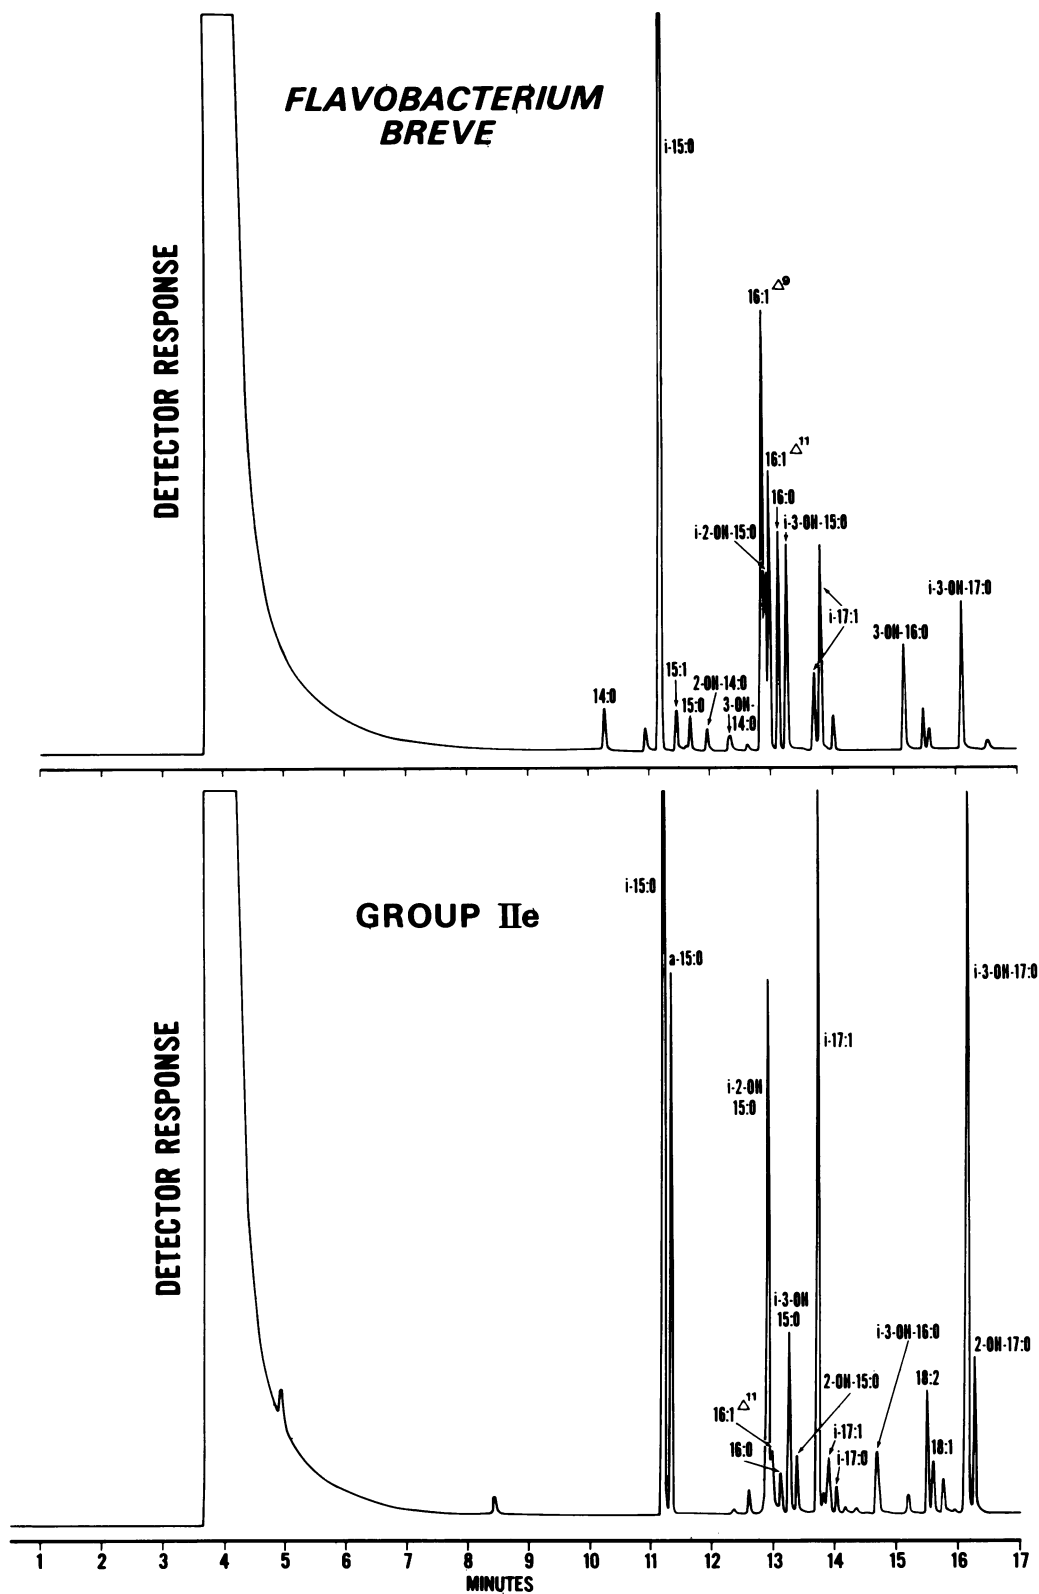 FLAVOBACTERIUM
BREVE
DETECTOR RESPONSE
i-15:0
16:1 △9
16:1 △11
16:0
i-3-OH-15:0
i-2-OH-15:0
i-17:1
i-3-OH-17:0
3-OH-16:0
15:1
2-OH-14:0
14:0
15:0
3-OH-
14:0
GROUP IIe
DETECTOR RESPONSE
i-15:0
a-15:0
i-3-OH-17:0
i-17:1
i-2-OH
15:0
i-3-OH
15:0
i-3-OH-16:0
2-OH-17:0
2-OH-15:0
18:2
16:1 △11
i-17:1
16:0
i-17:0
18:1
1 2 3 4 5 6 7 8 9 10 11 12 13 14 15 16 17
MINUTES